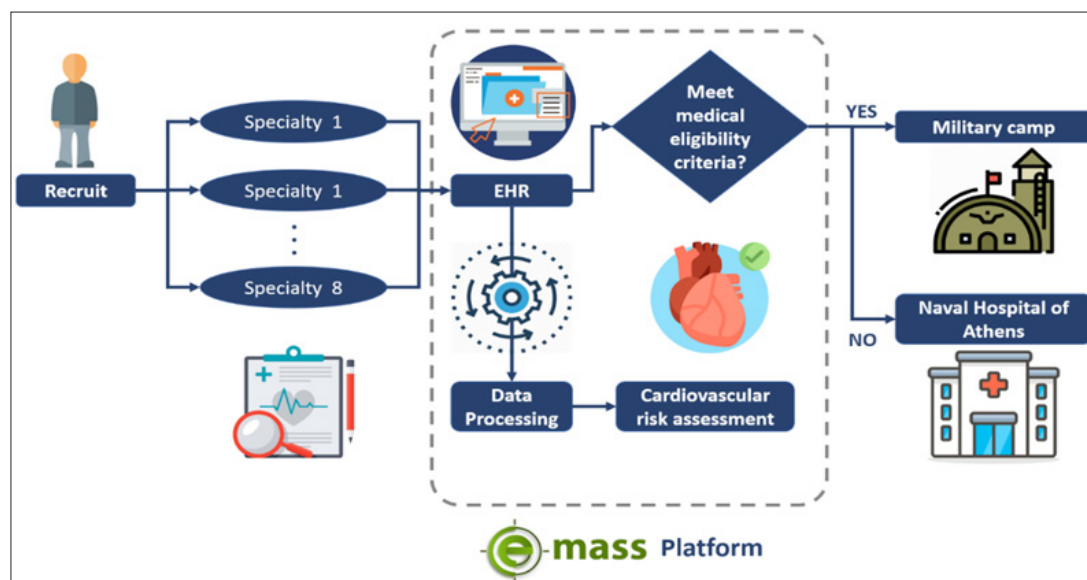 Recruit
Specialty 1
Specialty 1
Specialty 8
EHR
Meet
medical
eligibility
criteria?
YES
Military camp
NO
Naval Hospital of
Athens
Data
Processing
Cardiovascular
risk assessment
e-mass Platform